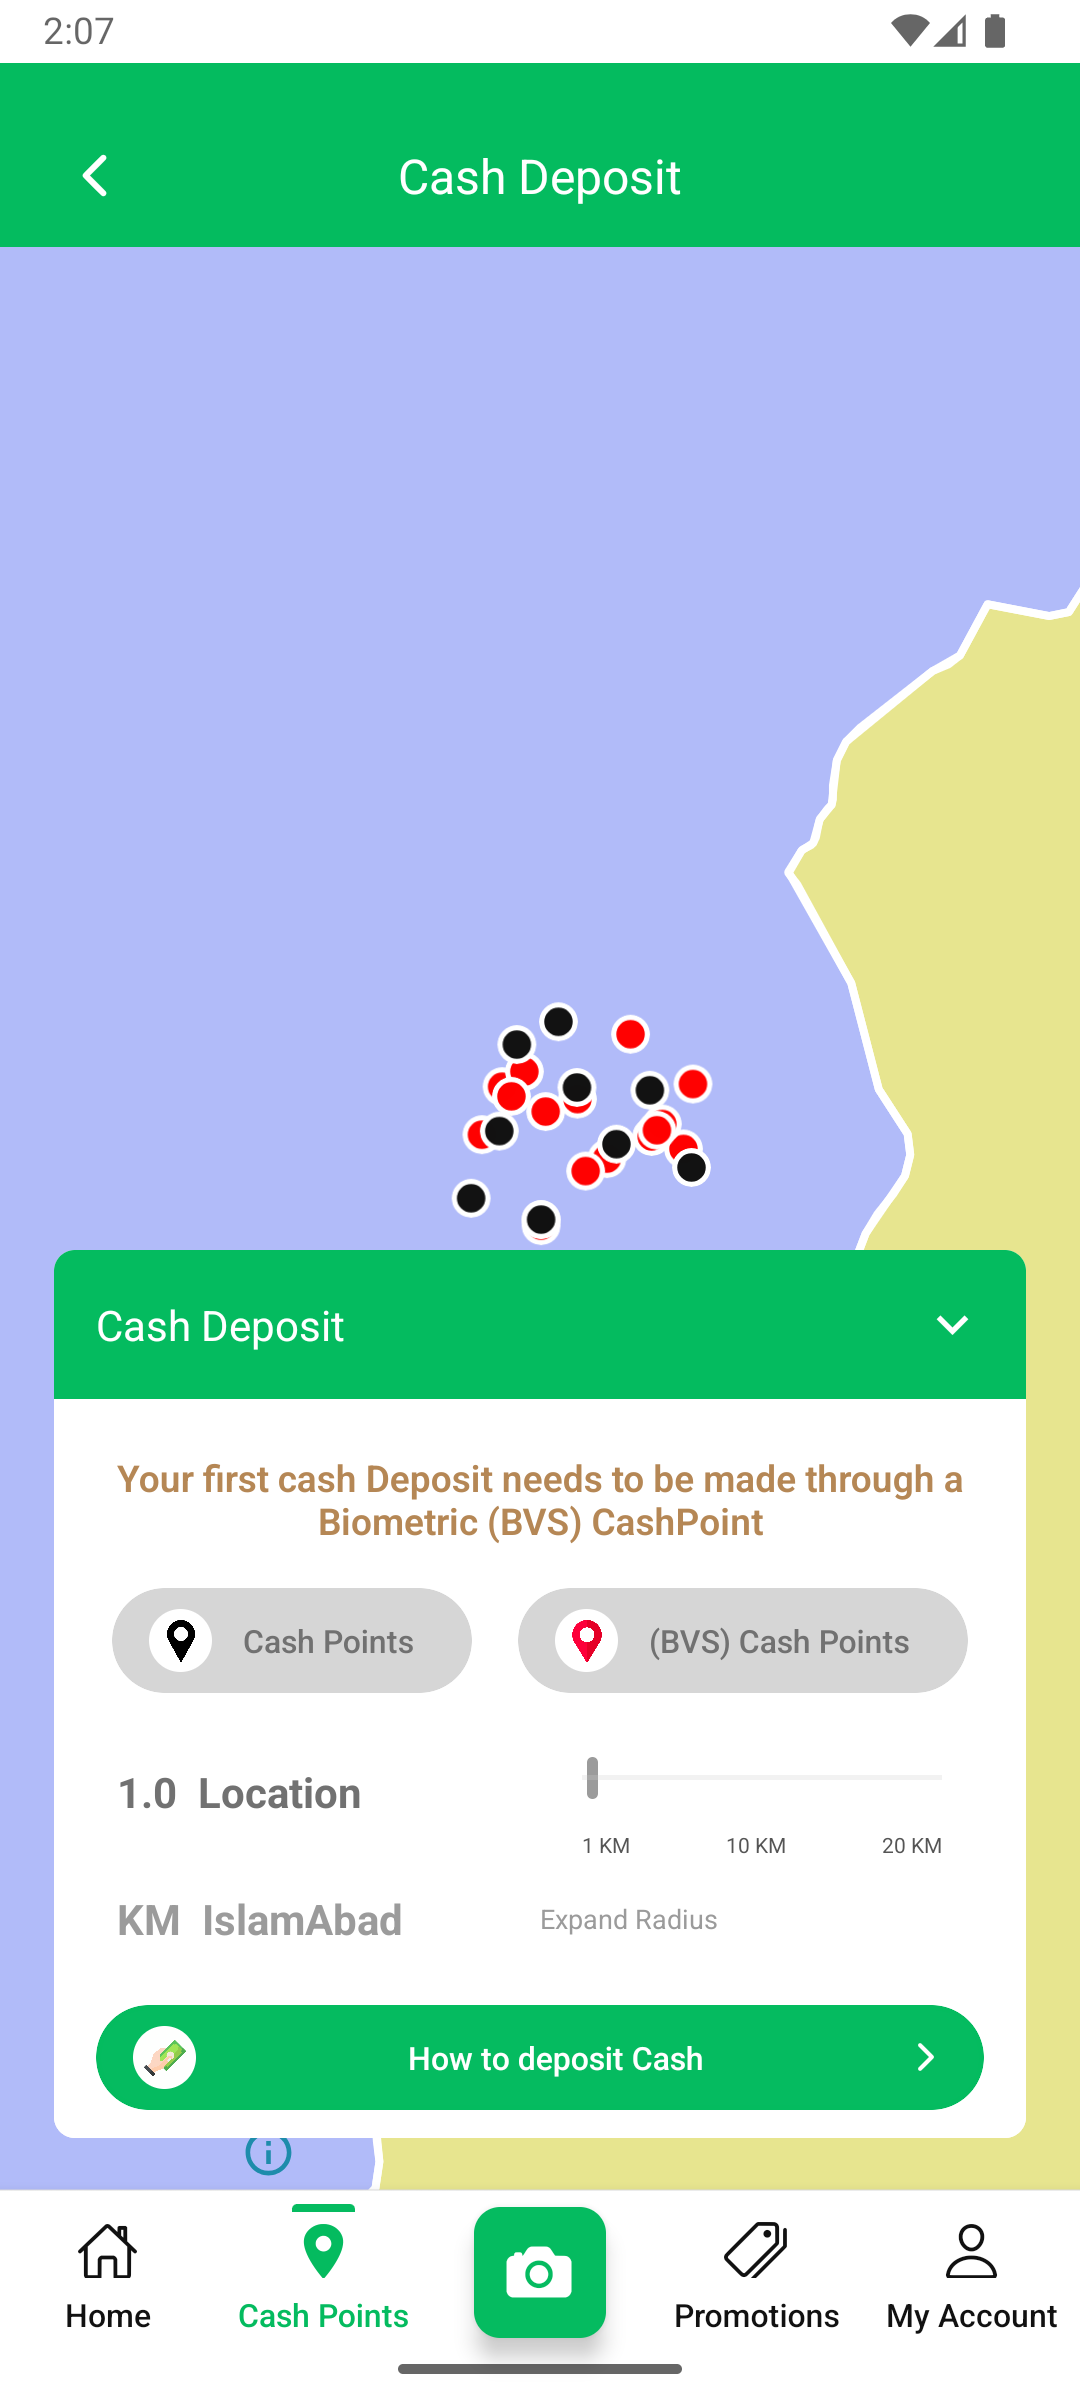 2:07
Cash Deposit
Cash Deposit
Your first cash Deposit needs to be made through a
Biometric (BVS) CashPoint
Cash Points
(BVS) Cash Points
1.0 Location
1 KM 10 KM 20 KM
KM IslamAbad
Expand Radius
How to deposit Cash
Home
Cash Points
Promotions
My Account